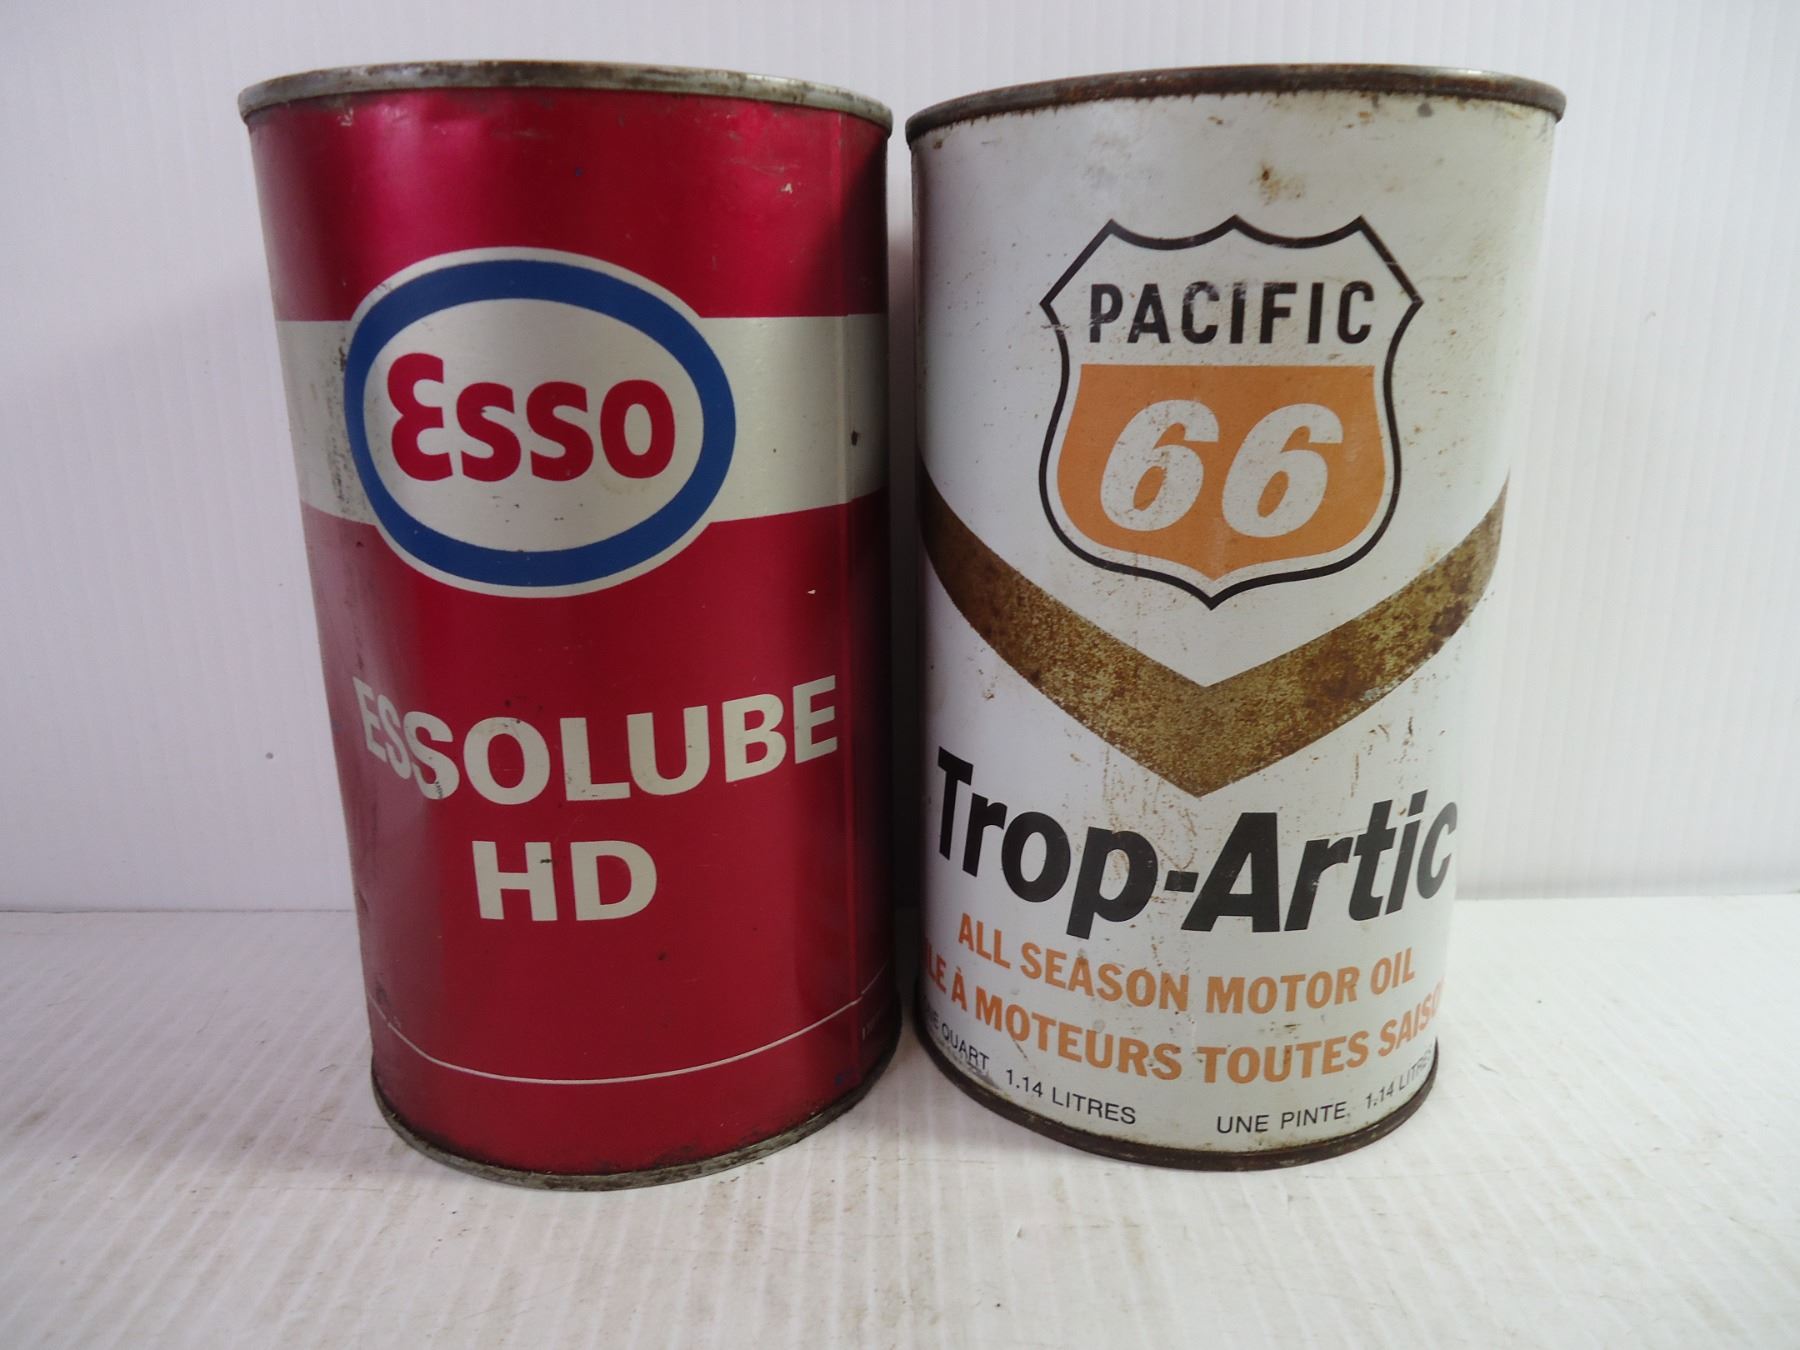 Esso
ESSOLUBE
HD
PACIFIC
66
Trop-Artic
ALL SEASON MOTOR OIL
À MOTEURS TOUTES
QUART 1.14 LITRES
UNE PINTE, 1.14 LITRES